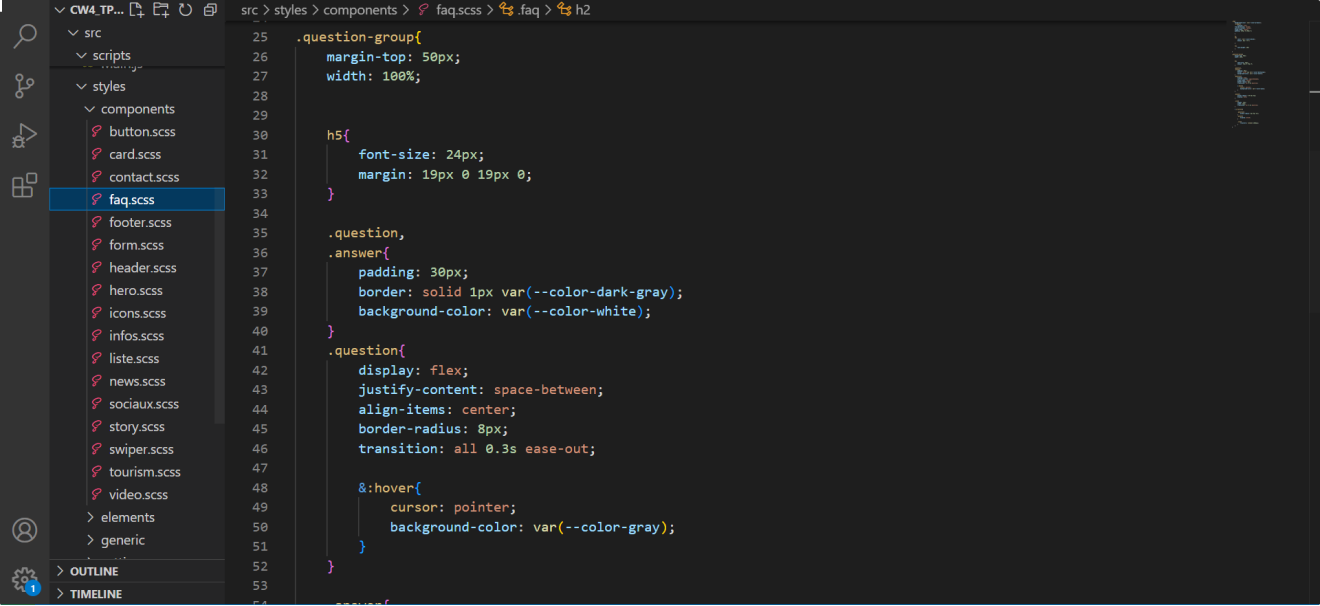 CW4_TP...
src
scripts
main.js
styles
components
button.scss
card.scss
contact.scss
faq.scss
footer.scss
form.scss
header.scss
hero.scss
icons.scss
infos.scss
liste.scss
news.scss
sociaux.scss
story.scss
swiper.scss
tourism.scss
video.scss
elements
generic
OUTLINE
TIMELINE
1
src > styles > components > faq.scss > .faq > h2
25 .question-group{
26 margin-top: 50px;
27 width: 100%;
28
29
30 h5{
31 font-size: 24px;
32 margin: 19px 0 19px 0;
33 }
34
35 .question,
36 .answer{
37 padding: 30px;
38 border: solid 1px var(--color-dark-gray);
39 background-color: var(--color-white);
40 }
41 .question{
42 display: flex;
43 justify-content: space-between;
44 align-items: center;
45 border-radius: 8px;
46 transition: all 0.3s ease-out;
47
48 &:hover{
49 cursor: pointer;
50 background-color: var(--color-gray);
51 }
52 }
53
54 .answer{